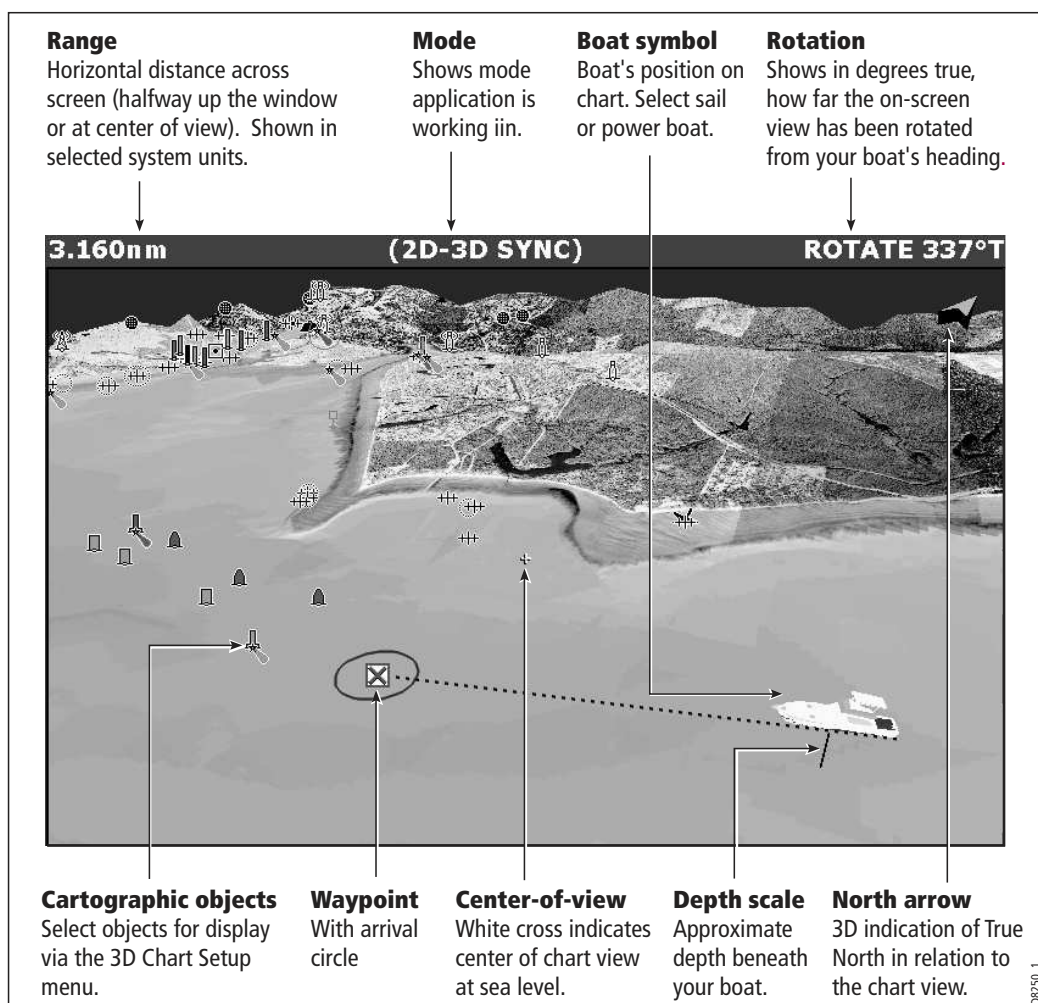 Range
Horizontal distance across
screen (halfway up the window
or at center of view).  Shown in
selected system units.
Mode
Shows mode
application is
working iin.
Boat symbol
Boat's position on
chart. Select sail
or power boat.
Rotation
Shows in degrees true,
how far the on-screen
view has been rotated
from your boat's heading.
3.160nm
(2D-3D SYNC)
ROTATE 337°T
Cartographic objects
Select objects for display
via the 3D Chart Setup
menu.
Waypoint
With arrival
circle
Center-of-view
White cross indicates
center of chart view
at sea level.
Depth scale
Approximate
depth beneath
your boat.
North arrow
3D indication of True
North in relation to
the chart view.
D8250_1